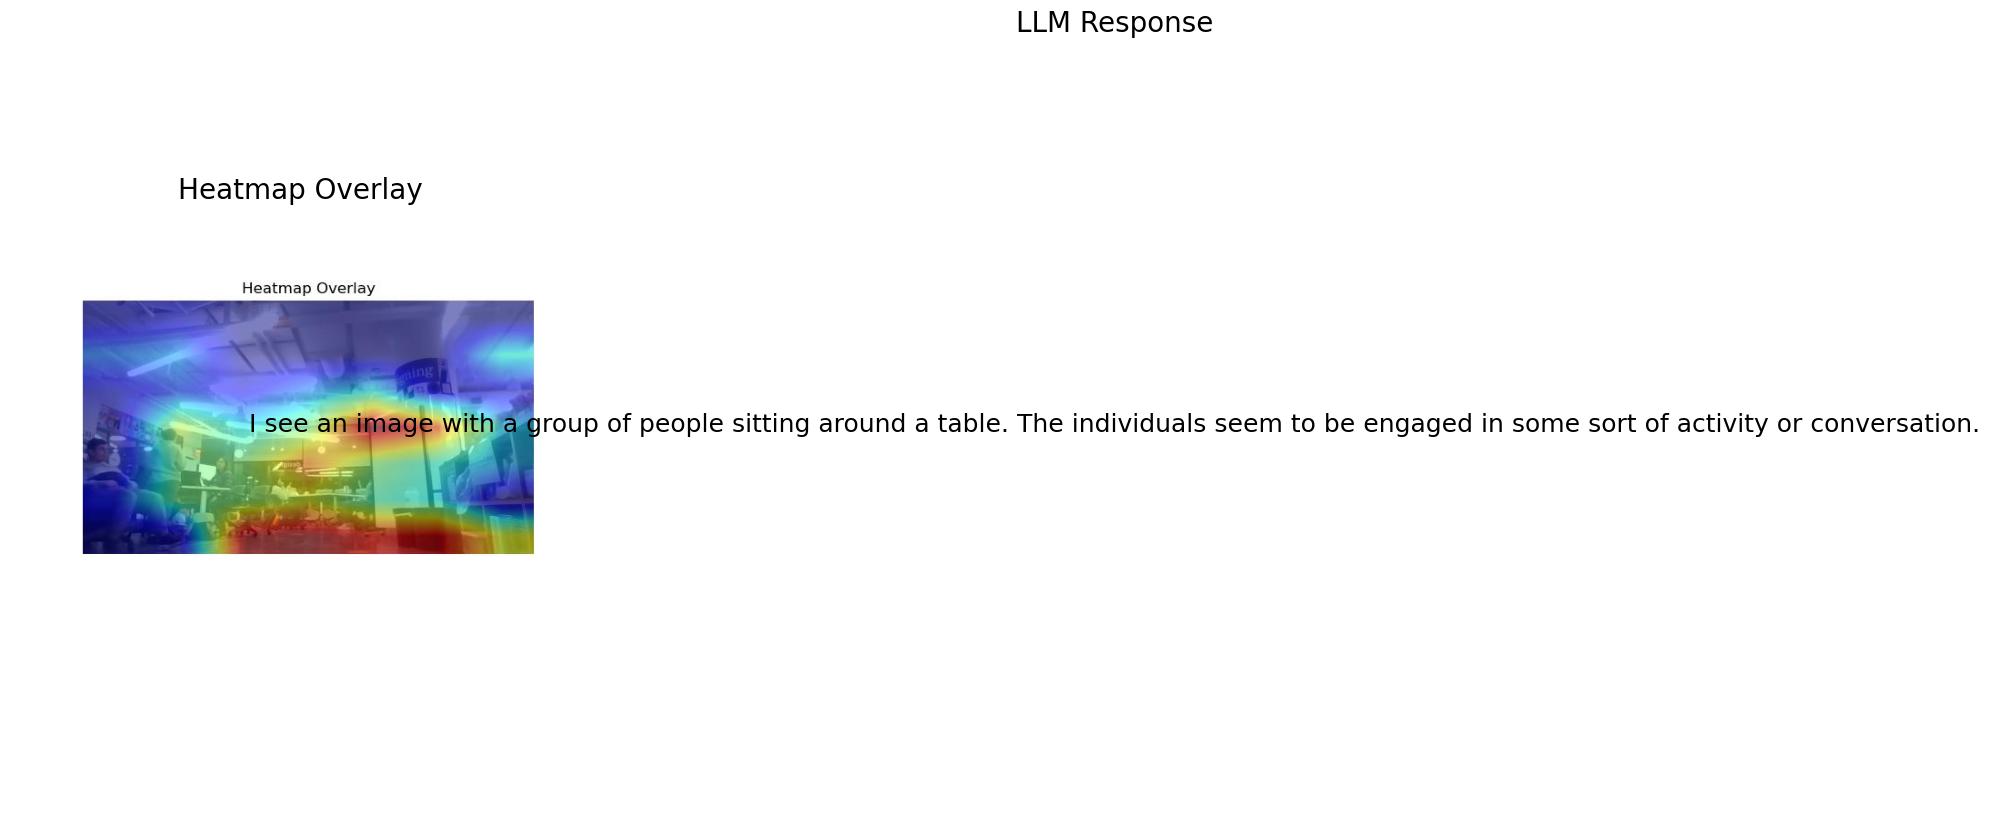 LLM Response
Heatmap Overlay
Heatmap Overlay
I see an image with a group of people sitting around a table. The individuals seem to be engaged in some sort of activity or conversation.